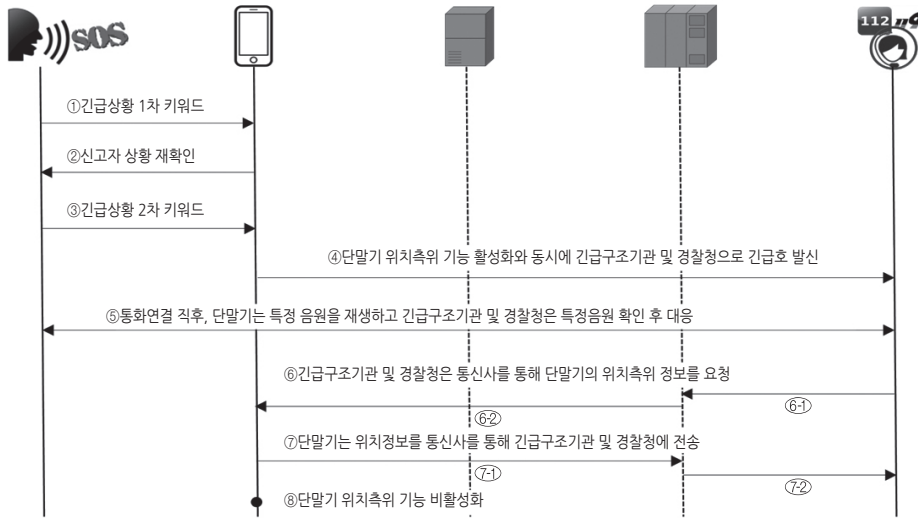 SOS
112
①긴급상황 1차 키워드
②신고자 상황 재확인
③긴급상황 2차 키워드
④단말기 위치측위 기능 활성화와 동시에 긴급구조기관 및 경찰청으로 긴급호 발신
⑤통화연결 직후, 단말기는 특정 음원을 재생하고 긴급구조기관 및 경찰청은 특정음원 확인 후 대응
⑥긴급구조기관 및 경찰청은 통신사를 통해 단말기의 위치측위 정보를 요청
6-1
6-2
⑦단말기는 위치정보를 통신사를 통해 긴급구조기관 및 경찰청에 전송
7-1
7-2
⑧단말기 위치측위 기능 비활성화